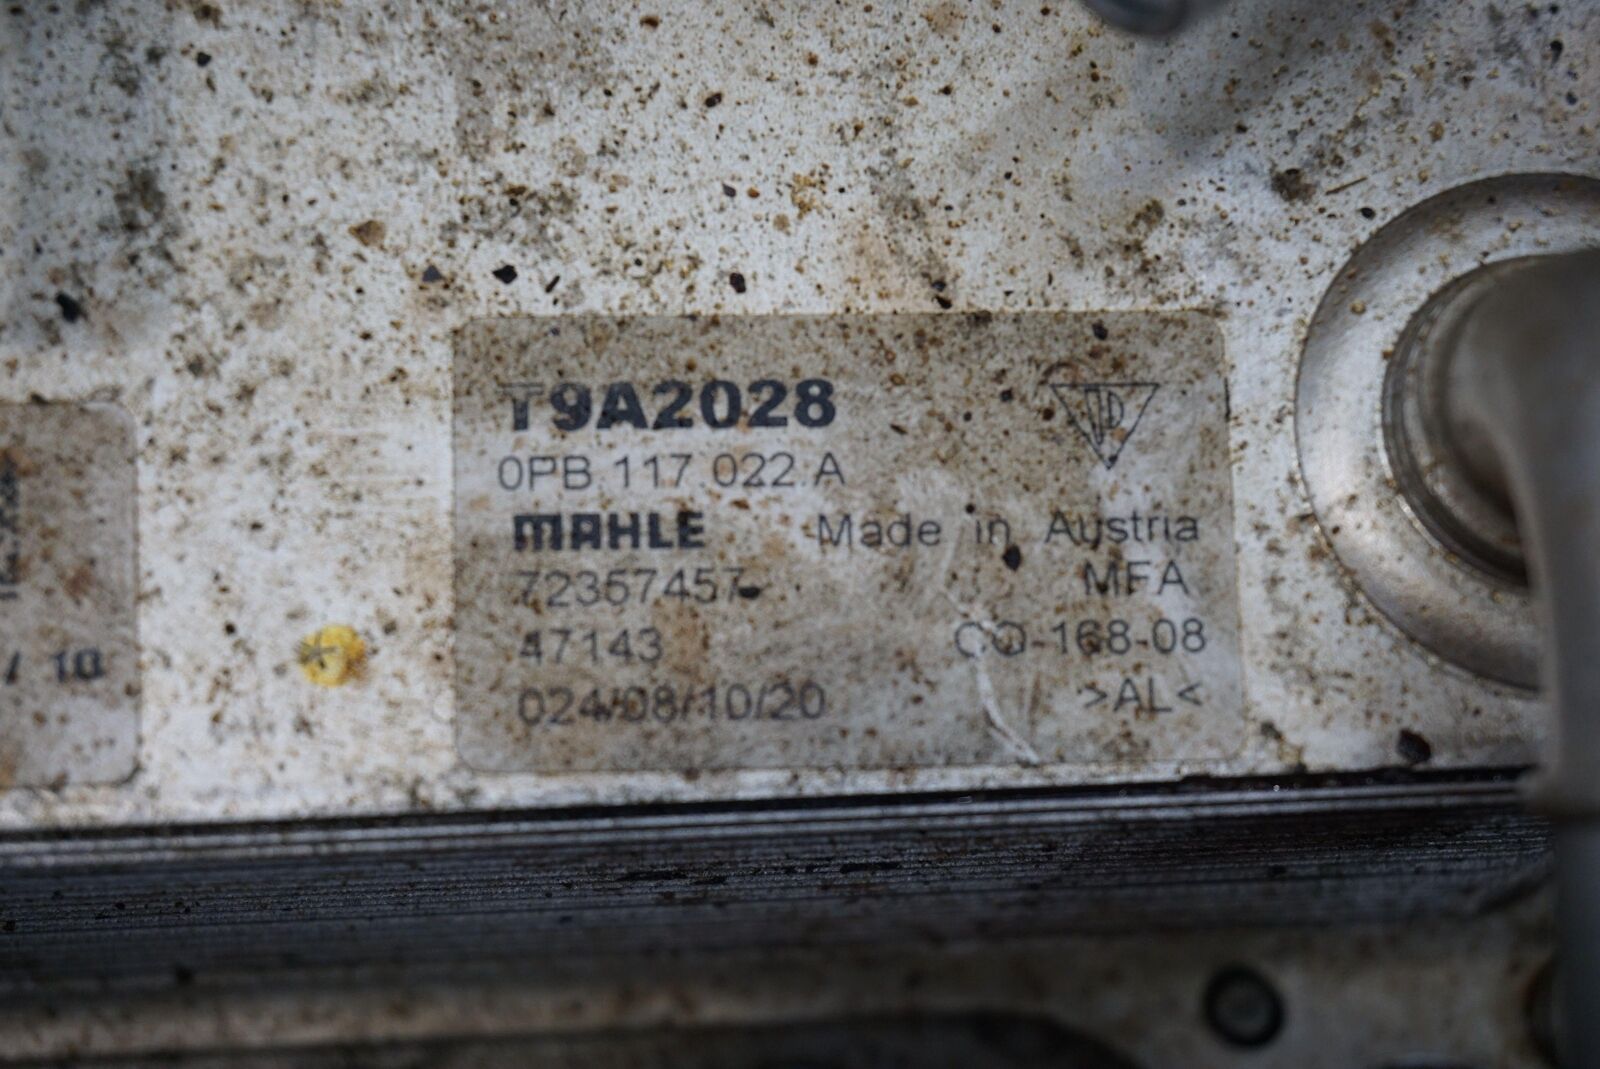 T9A2028
0PB.117.022.A
MAHLE Made in Austria
72357457 MFA
47143 CO-168-08
024/08/10/20 >AL<
/ 10